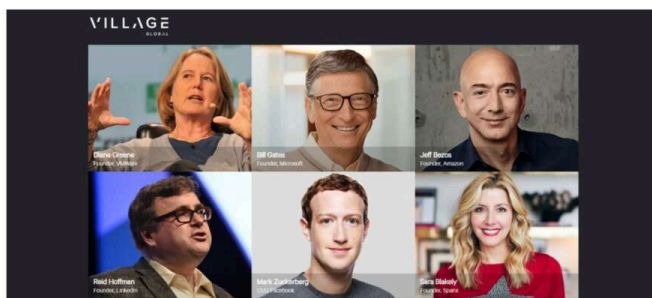 VILLAGE
GLOBAL
Diane Greene
Founder, VMware
Bill Gates
Founder, Microsoft
Jeff Bezos
Founder, Amazon
Reid Hoffman
Founder, LinkedIn
Mark Zuckerberg
CEO, Facebook
Sara Blakely
Founder, Spanx